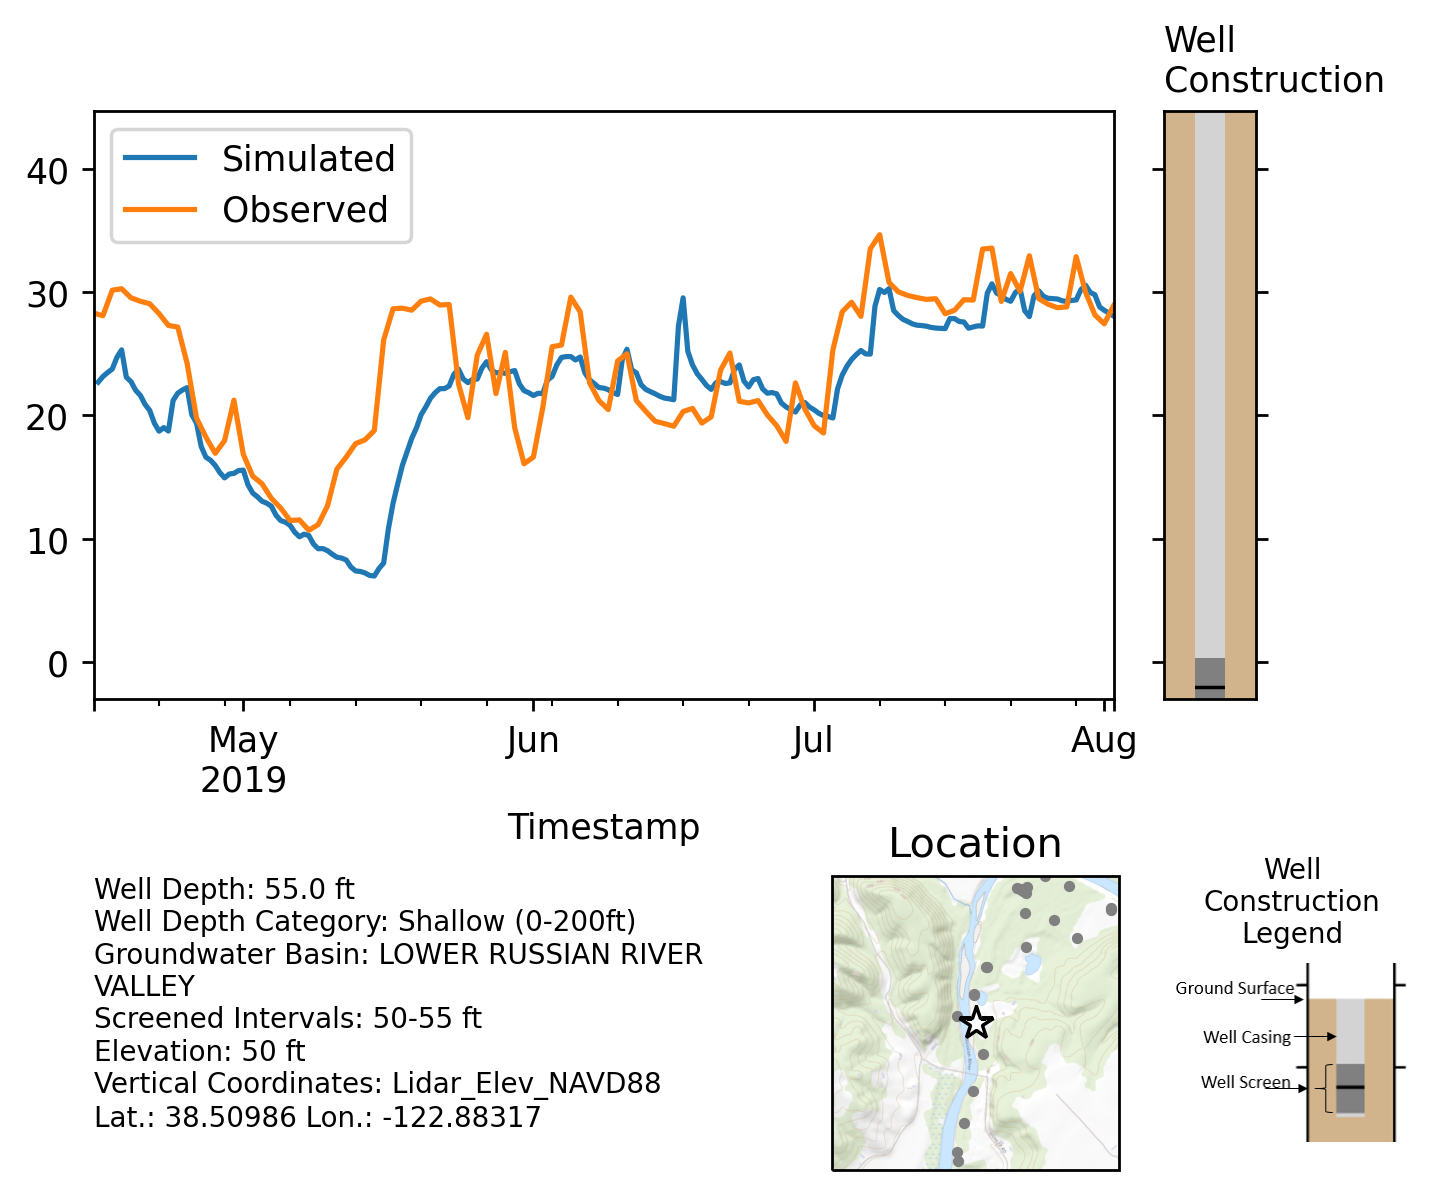 Well
Construction
Simulated
Observed
40
30
20
10
0
May
2019
Jun
Jul
Aug
Timestamp
Well Depth: 55.0 ft
Well Depth Category: Shallow (0-200ft)
Groundwater Basin: LOWER RUSSIAN RIVER
VALLEY
Screened Intervals: 50-55 ft
Elevation: 50 ft
Vertical Coordinates: Lidar_Elev_NAVD88
Lat.: 38.50986 Lon.: -122.88317
Location
Well
Construction
Legend
Ground Surface
Well Casing
Well Screen